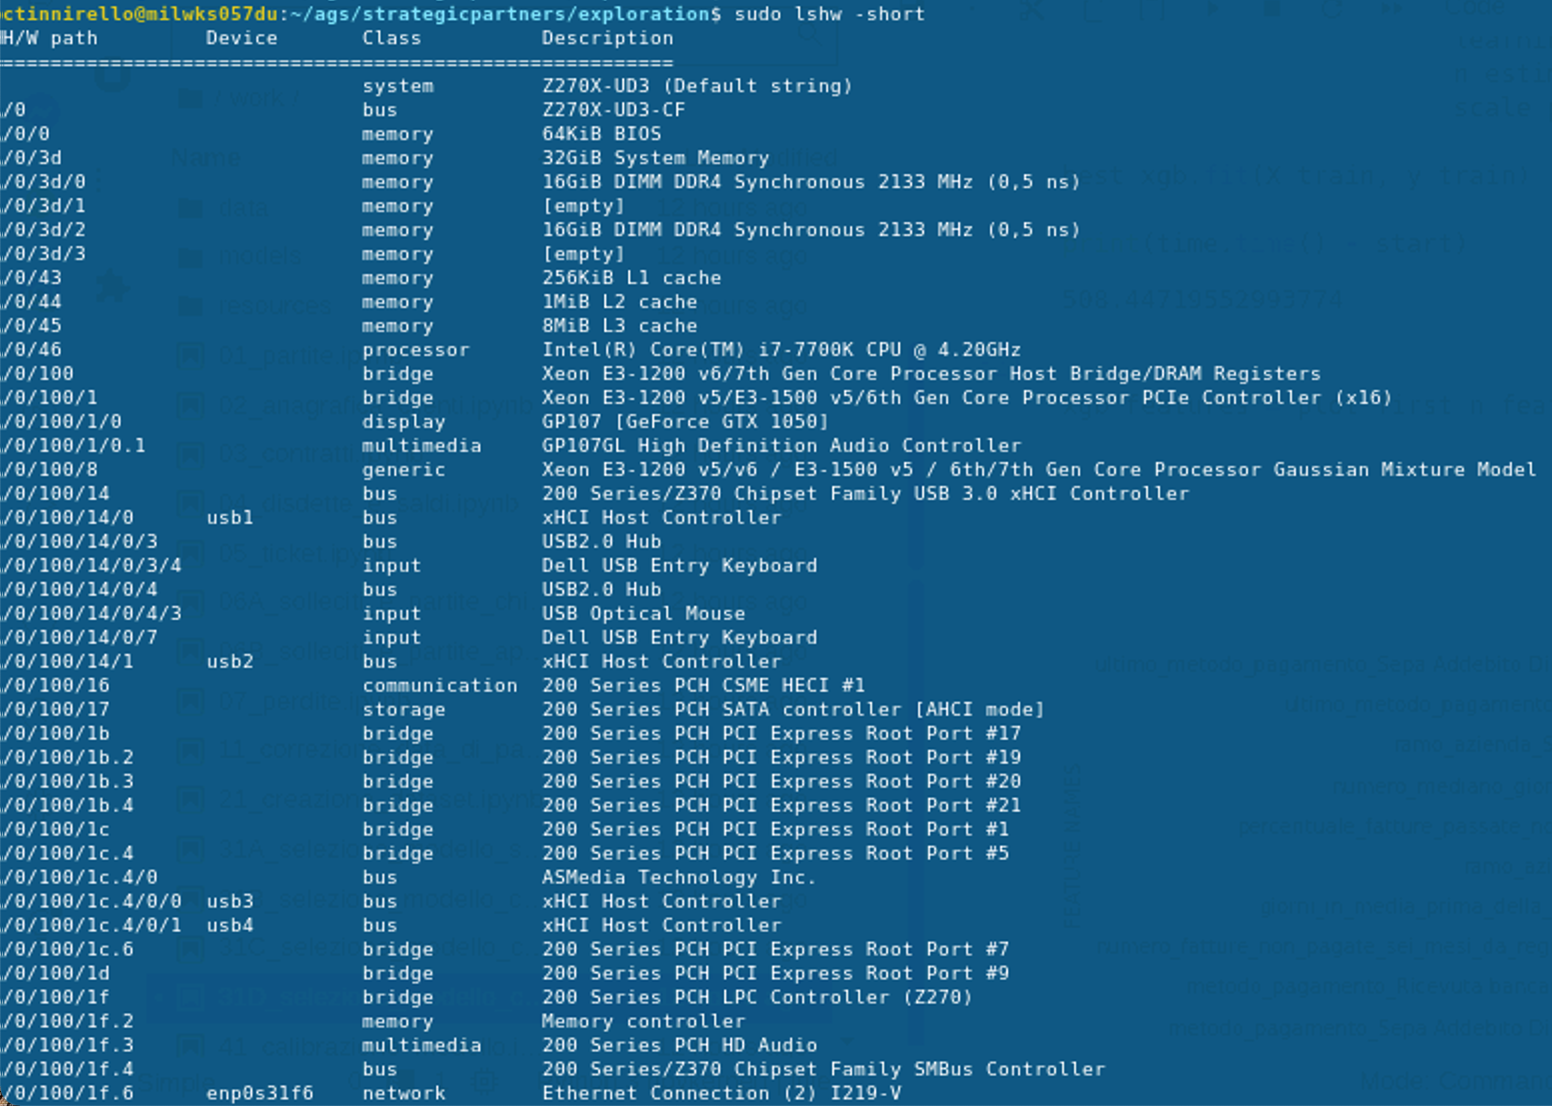 ctinnirello@milwks057du:~/ags/strategicpartners/exploration$ sudo lshw -short
H/W path Device Class Description
========================================================
system Z270X-UD3 (Default string)
/0 bus Z270X-UD3-CF
/0/0 memory 64KiB BIOS
/0/3d memory 32GiB System Memory
/0/3d/0 memory 16GiB DIMM DDR4 Synchronous 2133 MHz (0,5 ns)
/0/3d/1 memory [empty]
/0/3d/2 memory 16GiB DIMM DDR4 Synchronous 2133 MHz (0,5 ns)
/0/3d/3 memory [empty]
/0/43 memory 256KiB L1 cache
/0/44 memory 1MiB L2 cache
/0/45 memory 8MiB L3 cache
/0/46 processor Intel(R) Core(TM) i7-7700K CPU @ 4.20GHz
/0/100 bridge Xeon E3-1200 v6/7th Gen Core Processor Host Bridge/DRAM Registers
/0/100/1 bridge Xeon E3-1200 v5/E3-1500 v5/6th Gen Core Processor PCIe Controller (x16)
/0/100/1/0 display GP107 [GeForce GTX 1050]
/0/100/1/0.1 multimedia GP107GL High Definition Audio Controller
/0/100/8 generic Xeon E3-1200 v5/v6 / E3-1500 v5 / 6th/7th Gen Core Processor Gaussian Mixture Model
/0/100/14 bus 200 Series/Z370 Chipset Family USB 3.0 xHCI Controller
/0/100/14/0 usb1 bus xHCI Host Controller
/0/100/14/0/3 bus USB2.0 Hub
/0/100/14/0/3/4 input Dell USB Entry Keyboard
/0/100/14/0/4 bus USB2.0 Hub
/0/100/14/0/4/3 input USB Optical Mouse
/0/100/14/0/7 input Dell USB Entry Keyboard
/0/100/14/1 usb2 bus xHCI Host Controller
/0/100/16 communication 200 Series PCH CSME HECI #1
/0/100/17 storage 200 Series PCH SATA controller [AHCI mode]
/0/100/1b bridge 200 Series PCH PCI Express Root Port #17
/0/100/1b.2 bridge 200 Series PCH PCI Express Root Port #19
/0/100/1b.3 bridge 200 Series PCH PCI Express Root Port #20
/0/100/1b.4 bridge 200 Series PCH PCI Express Root Port #21
/0/100/1c bridge 200 Series PCH PCI Express Root Port #1
/0/100/1c.4 bridge 200 Series PCH PCI Express Root Port #5
/0/100/1c.4/0 bus ASMedia Technology Inc.
/0/100/1c.4/0/0 usb3 bus xHCI Host Controller
/0/100/1c.4/0/1 usb4 bus xHCI Host Controller
/0/100/1c.6 bridge 200 Series PCH PCI Express Root Port #7
/0/100/1d bridge 200 Series PCH PCI Express Root Port #9
/0/100/1f bridge 200 Series PCH LPC Controller (Z270)
/0/100/1f.2 memory Memory controller
/0/100/1f.3 multimedia 200 Series PCH HD Audio
/0/100/1f.4 bus 200 Series/Z370 Chipset Family SMBus Controller
/0/100/1f.6 enp0s31f6 network Ethernet Connection (2) I219-V